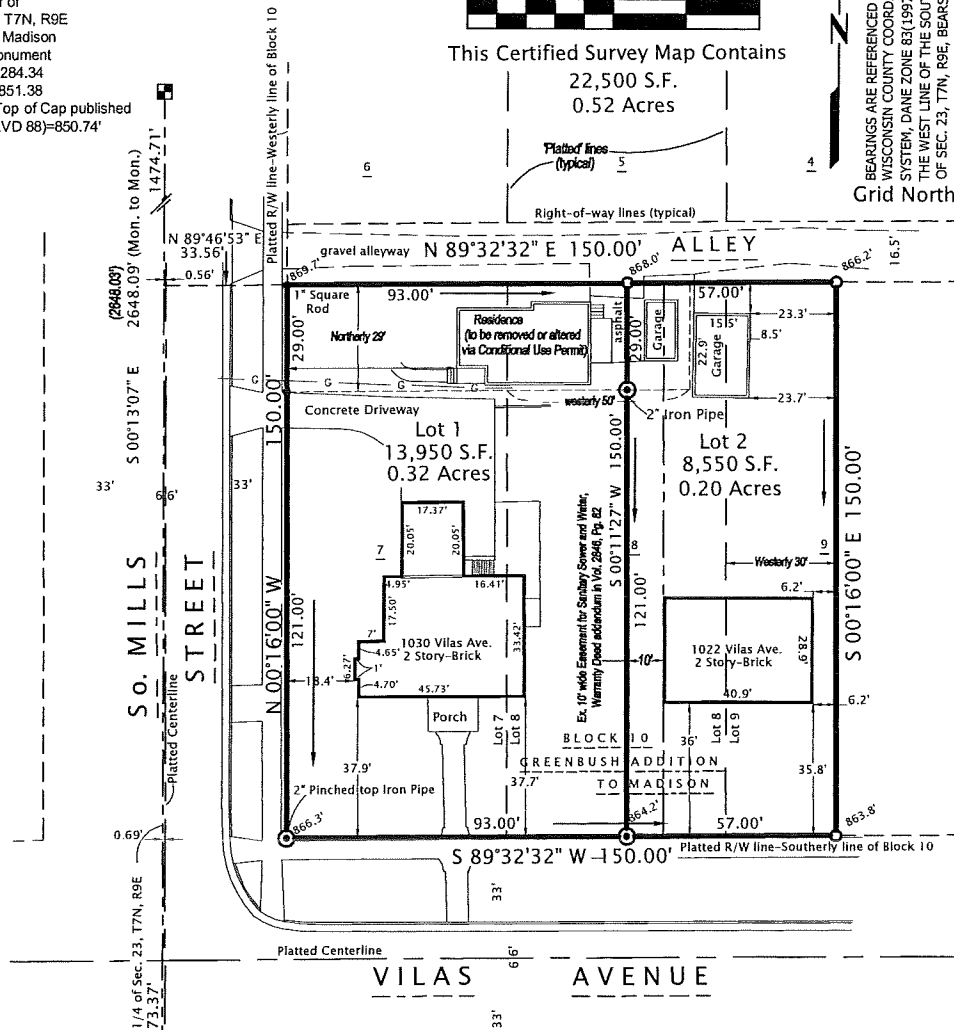 r of
T7N, R9E
Madison
onument
284.34
851.38
Top of Cap published
VD 88)=850.74'
This Certified Survey Map Contains
22,500 S.F.
0.52 Acres
BEARINGS ARE REFERENCED
WISCONSIN COUNTY COORD
SYSTEM, DANE ZONE 83(1997
THE WEST LINE OF THE SOU
OF SEC. 23, T7N, R9E, BEARS
N
Grid North
'Platted' lines
(typical)
6
5
4
Right-of-way lines (typical)
Platted R/W line-Westerly line of Block 10
1474.71'
S 00°13'07" E 2648.09' (Mon. to Mon.)
(2648.03')
N 89°46'53" E
33.56'
0.56'
gravel alleyway
N 89°32'32" E 150.00'
ALLEY
16.5'
869.7'
868.0'
866.2'
1" Square
Rod
93.00'
57.00'
29.00'
Northerly 29'
Residence
(to be removed or altered
via Conditional Use Permit)
asphalt
29.00'
Garage
15.5'
22.9'
Garage
23.3'
8.5'
23.7'
G
G
G
G
westerly 50'
2" Iron Pipe
Concrete Driveway
150.00'
Lot 1
13,950 S.F.
0.32 Acres
Lot 2
8,550 S.F.
0.20 Acres
33'
66'
33'
So. MILLS
STREET
N 00°16'00" W
121.00'
17.37'
20.05'
20.05'
7
4.95'
16.41'
17.50'
33.42'
7'
4.65'
6.27'
1'
4.70'
18.4'
1030 Vilas Ave.
2 Story-Brick
45.73'
Porch
37.9'
37.7'
Lot 7
Lot 8
Ex. 10' wide Easement for Sanitary Sewer and Water,
Warranty Deed addendum in Vol. 2846, Pg. 82
S 00°11'27" W 150.00'
8
121.00'
10'
9
Westerly 30'
6.2'
1022 Vilas Ave.
2 Story-Brick
28.9'
40.9'
6.2'
36'
Lot 8
Lot 9
35.8'
S 00°16'00" E 150.00'
BLOCK 10
GREENBUSH ADDITION
TO MADISON
Platted Centerline
2" Pinched top Iron Pipe
866.3'
864.2'
863.8'
0.69'
93.00'
57.00'
S 89°32'32" W 150.00'
Platted R/W line-Southerly line of Block 10
33'
Platted Centerline
66'
VILAS AVENUE
33'
1/4 of Sec. 23, T7N, R9E
73.37'